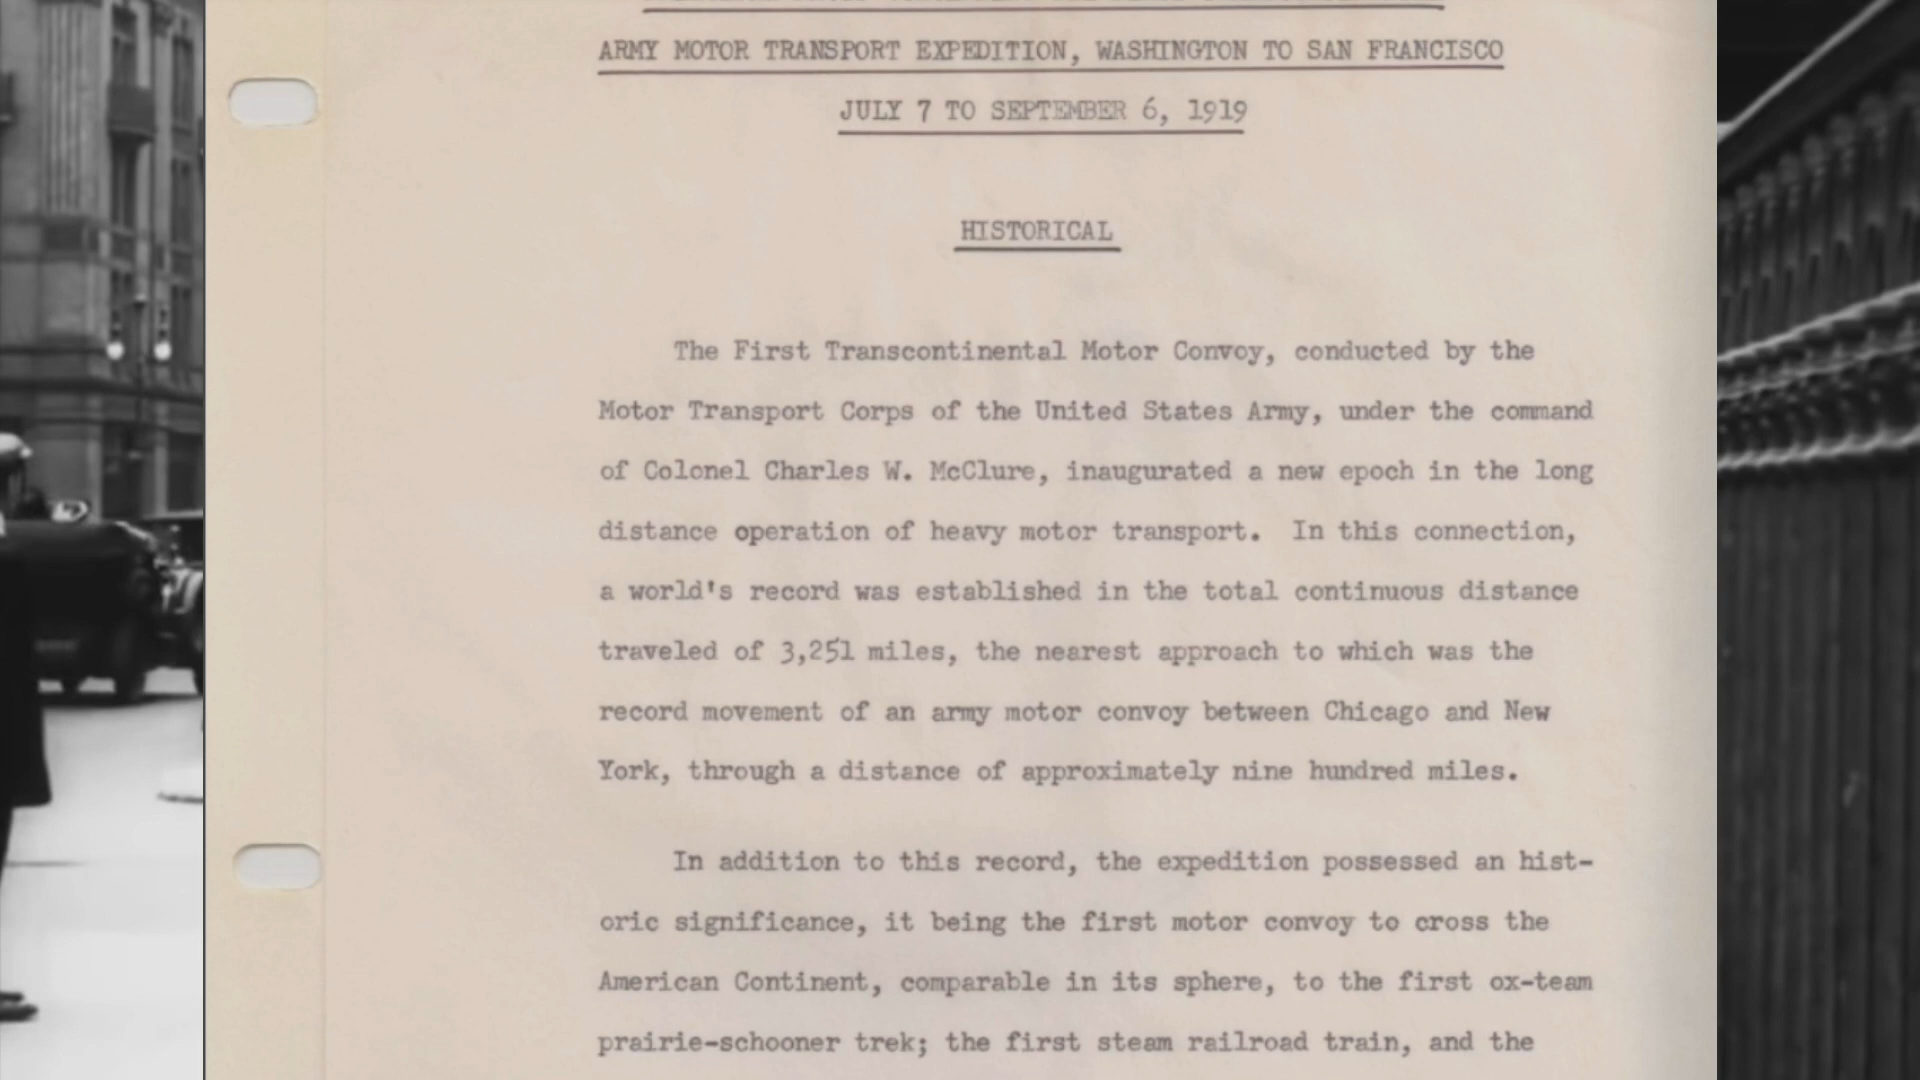 ARMY MOTOR TRANSPORT EXPEDITION, WASHINGTON TO SAN FRANCISCO
JULY 7 TO SEPTEMBER 6, 1919
HISTORICAL
The First Transcontinental Motor Convoy, conducted by the
Motor Transport Corps of the United States Army, under the command
of Colonel Charles W. McClure, inaugurated a new epoch in the long
distance operation of heavy motor transport. In this connection,
a world's record was established in the total continuous distance
traveled of 3,251 miles, the nearest approach to which was the
record movement of an army motor convoy between Chicago and New
York, through a distance of approximately nine hundred miles.
In addition to this record, the expedition possessed an hist-
oric significance, it being the first motor convoy to cross the
American Continent, comparable in its sphere, to the first ox-team
prairie-schooner trek; the first steam railroad train, and the